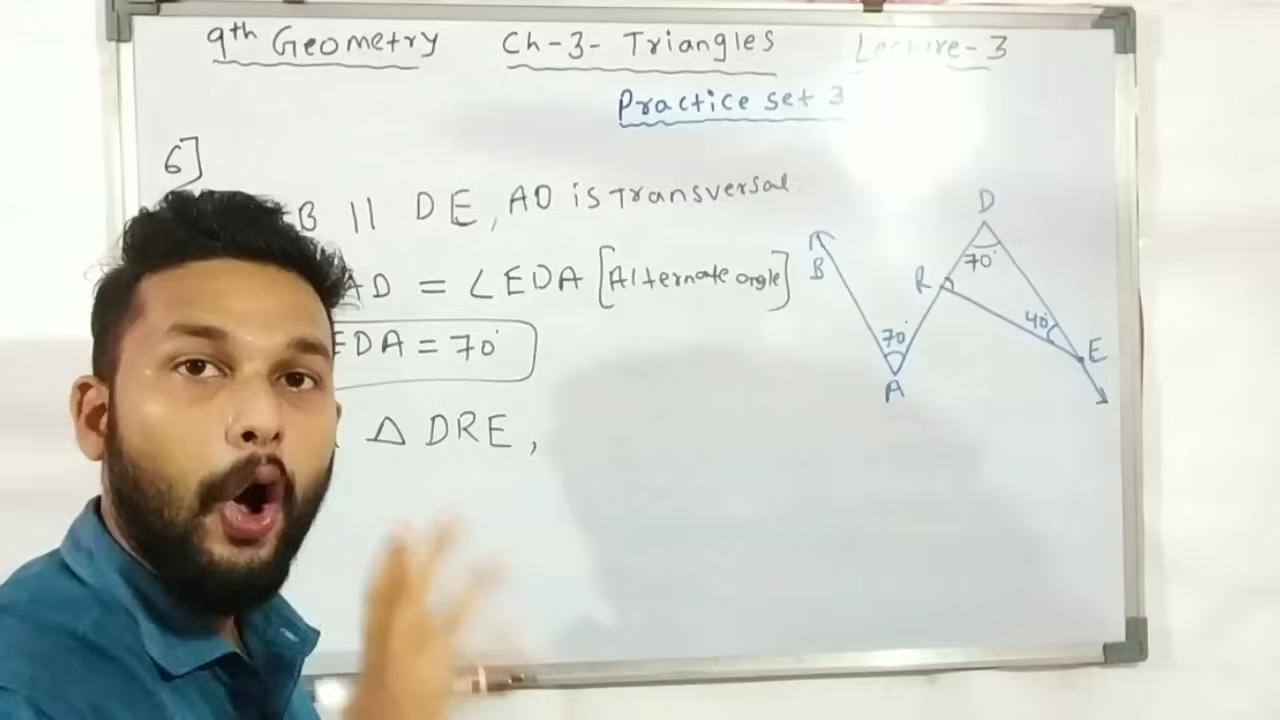 9th Geometry Ch-3- Triangles Lecture-3
Practice set 3
6]
B || DE, AD is Transversal.
AD = ∠EDA [Alternate angle]
EDA = 70°
△ DRE,
D
70°
B
R
40°
70°
E
A